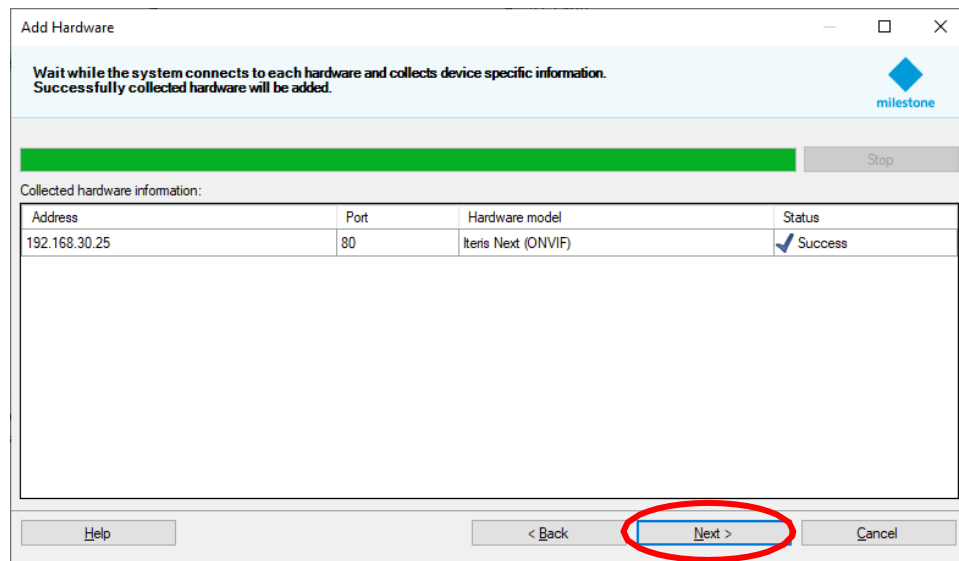 Add Hardware
Wait while the system connects to each hardware and collects device specific information.
Successfully collected hardware will be added.
milestone
Stop
Collected hardware information:
Address Port Hardware model Status
192.168.30.25 80 Iteris Next (ONVIF) Success
Help < Back Next > Cancel